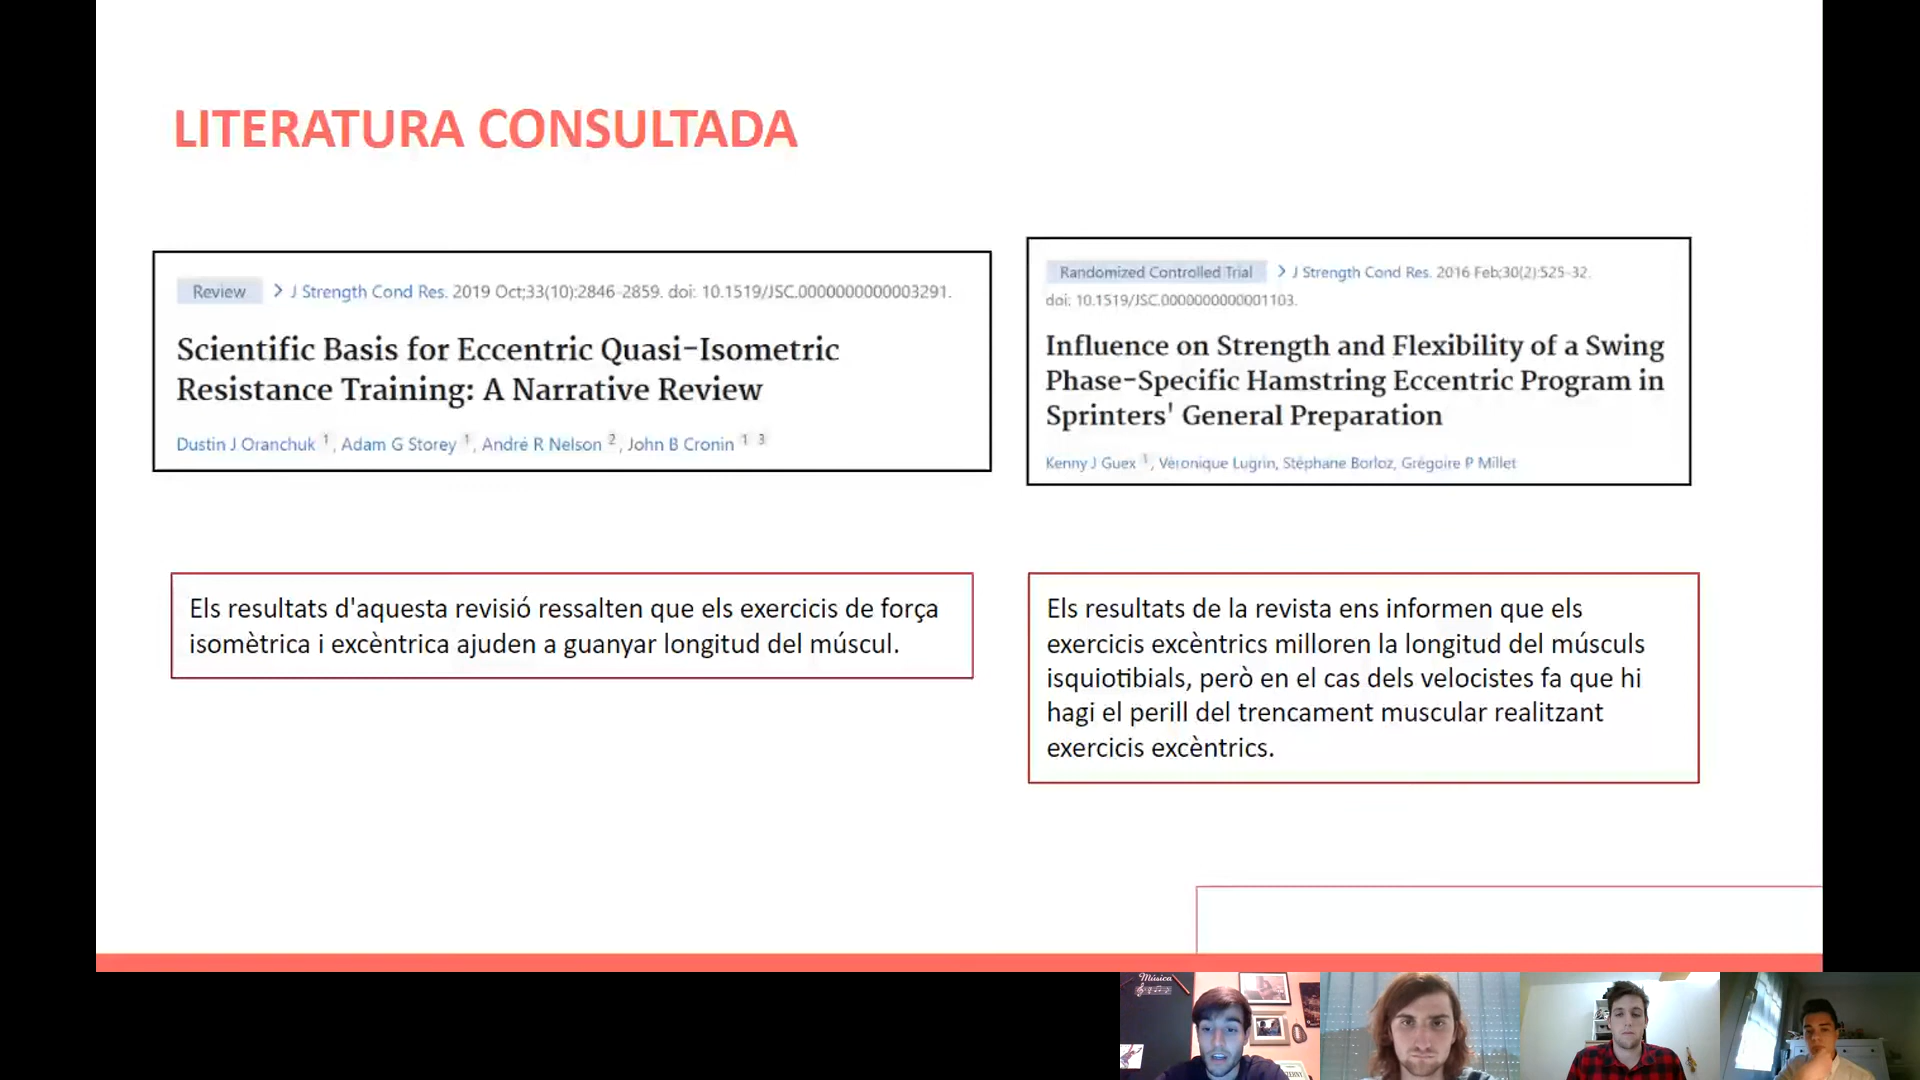 LITERATURA CONSULTADA
Review > J Strength Cond Res. 2019 Oct;33(10):2846-2859. doi: 10.1519/JSC.0000000000003291.
Scientific Basis for Eccentric Quasi-Isometric
Resistance Training: A Narrative Review
Dustin J Oranchuk 1, Adam G Storey 1, André R Nelson 2, John B Cronin 1 3
Randomized Controlled Trial > J Strength Cond Res. 2016 Feb;30(2):525-32.
doi: 10.1519/JSC.0000000000001103.
Influence on Strength and Flexibility of a Swing
Phase-Specific Hamstring Eccentric Program in
Sprinters' General Preparation
Kenny J Guex 1, Véronique Lugrin, Stéphane Borloz, Grégoire P Millet
Els resultats d'aquesta revisió ressalten que els exercicis de força
isomètrica i excèntrica ajuden a guanyar longitud del múscul.
Els resultats de la revista ens informen que els
exercicis excèntrics milloren la longitud del músculs
isquiotibials, però en el cas dels velocistes fa que hi
hagi el perill del trencament muscular realitzant
exercicis excèntrics.
Música